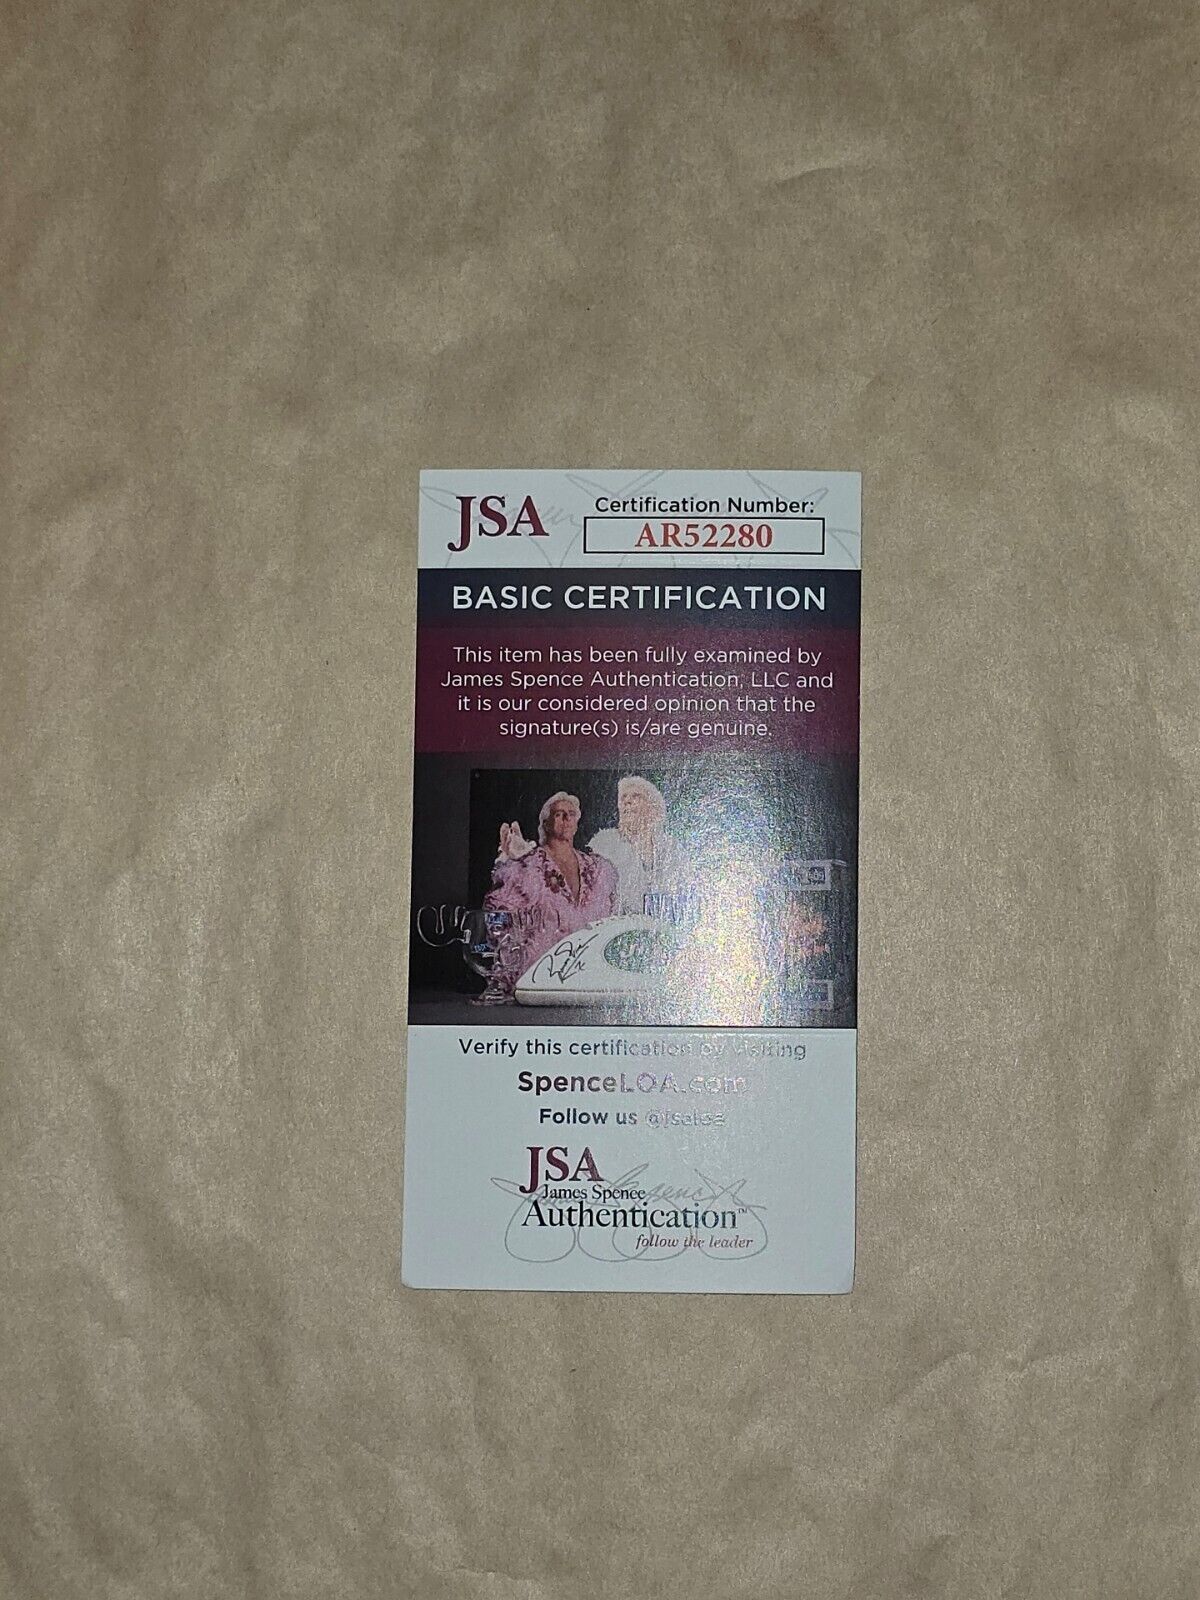 JSA
Certification Number:
AR52280
BASIC CERTIFICATION
This item has been fully examined by
James Spence Authentication, LLC and
it is our considered opinion that the
signature(s) is/are genuine.
Verify this certification by visiting
SpenceLOA.com
Follow us @jsaloa
JSA
James Spence
Authentication™
follow the leader